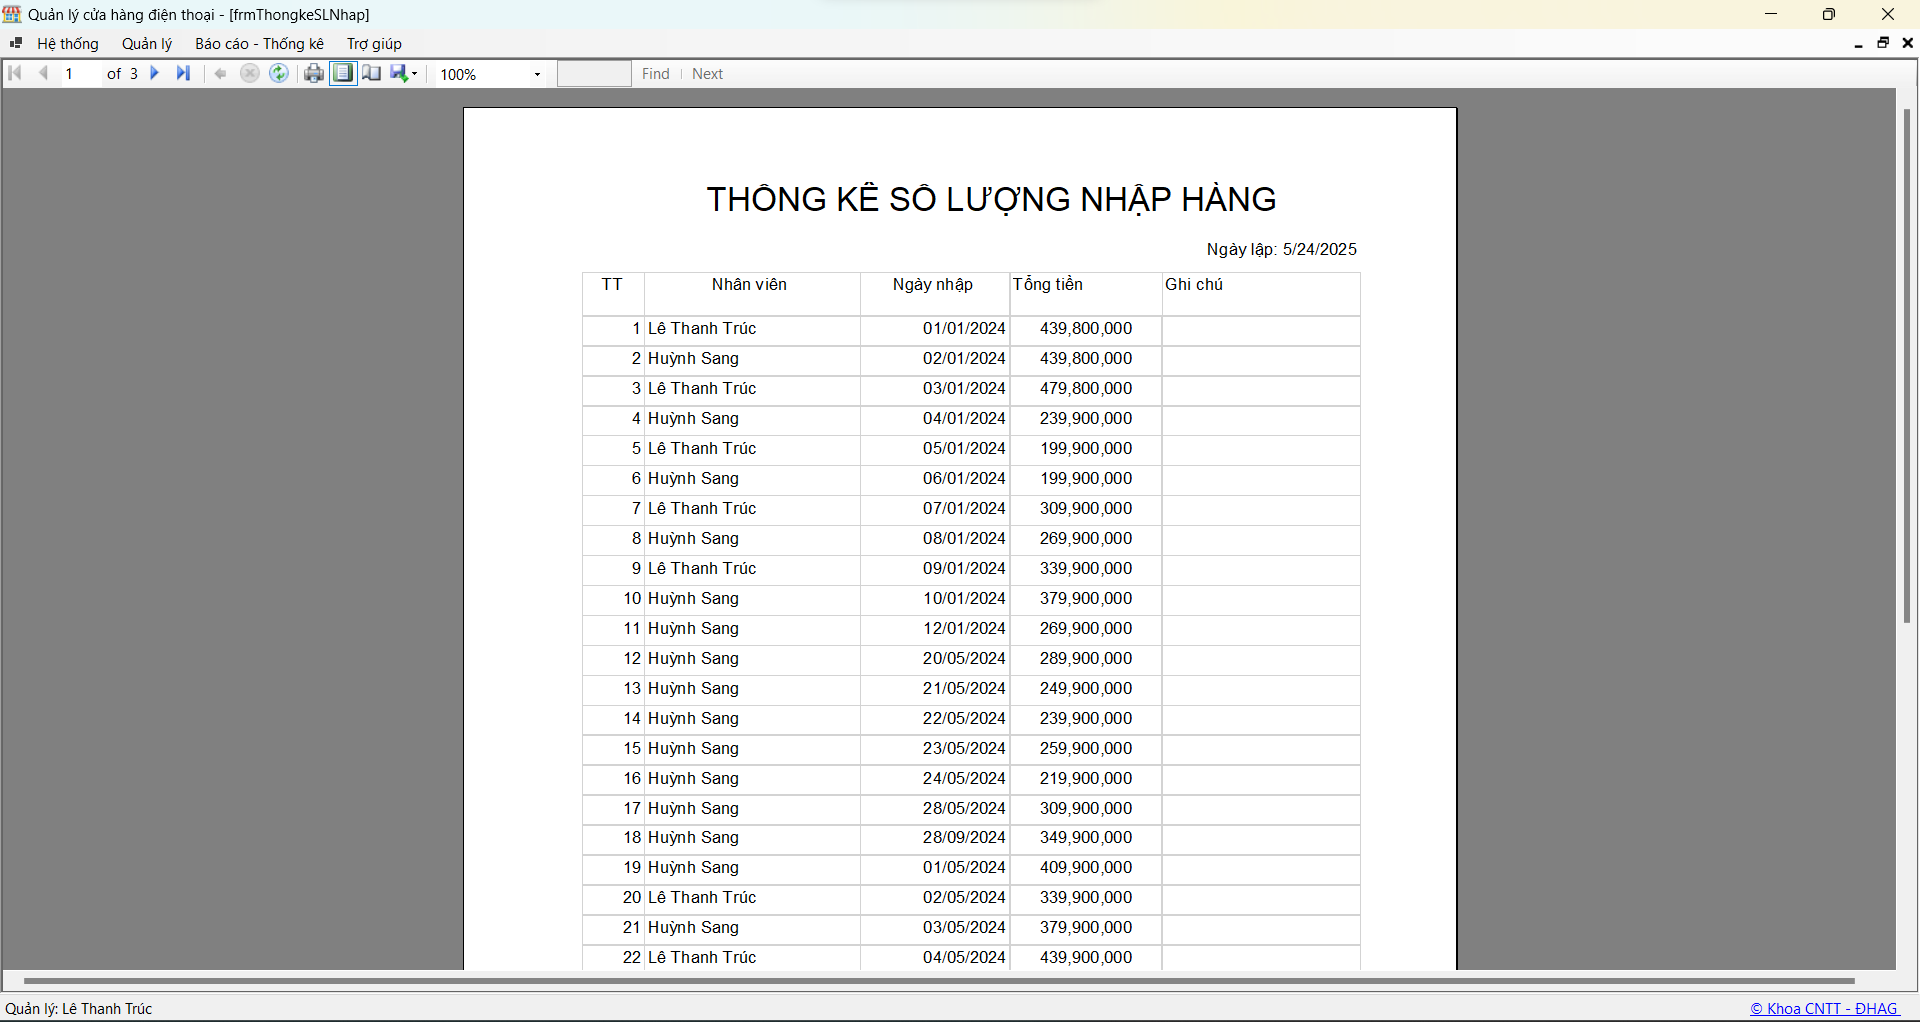 Quản lý cửa hàng điện thoại - [frmThongkeSLNhap]
Hệ thống Quản lý Báo cáo - Thống kê Trợ giúp
1 of 3 100% Find Next
THỐNG KÊ SỐ LƯỢNG NHẬP HÀNG
Ngày lập: 5/24/2025
TT Nhân viên Ngày nhập Tổng tiền Ghi chú
1 Lê Thanh Trúc 01/01/2024 439,800,000
2 Huỳnh Sang 02/01/2024 439,800,000
3 Lê Thanh Trúc 03/01/2024 479,800,000
4 Huỳnh Sang 04/01/2024 239,900,000
5 Lê Thanh Trúc 05/01/2024 199,900,000
6 Huỳnh Sang 06/01/2024 199,900,000
7 Lê Thanh Trúc 07/01/2024 309,900,000
8 Huỳnh Sang 08/01/2024 269,900,000
9 Lê Thanh Trúc 09/01/2024 339,900,000
10 Huỳnh Sang 10/01/2024 379,900,000
11 Huỳnh Sang 12/01/2024 269,900,000
12 Huỳnh Sang 20/05/2024 289,900,000
13 Huỳnh Sang 21/05/2024 249,900,000
14 Huỳnh Sang 22/05/2024 239,900,000
15 Huỳnh Sang 23/05/2024 259,900,000
16 Huỳnh Sang 24/05/2024 219,900,000
17 Huỳnh Sang 28/05/2024 309,900,000
18 Huỳnh Sang 28/09/2024 349,900,000
19 Huỳnh Sang 01/05/2024 409,900,000
20 Lê Thanh Trúc 02/05/2024 339,900,000
21 Huỳnh Sang 03/05/2024 379,900,000
22 Lê Thanh Trúc 04/05/2024 439,900,000
Quản lý: Lê Thanh Trúc
© Khoa CNTT - ĐHAG